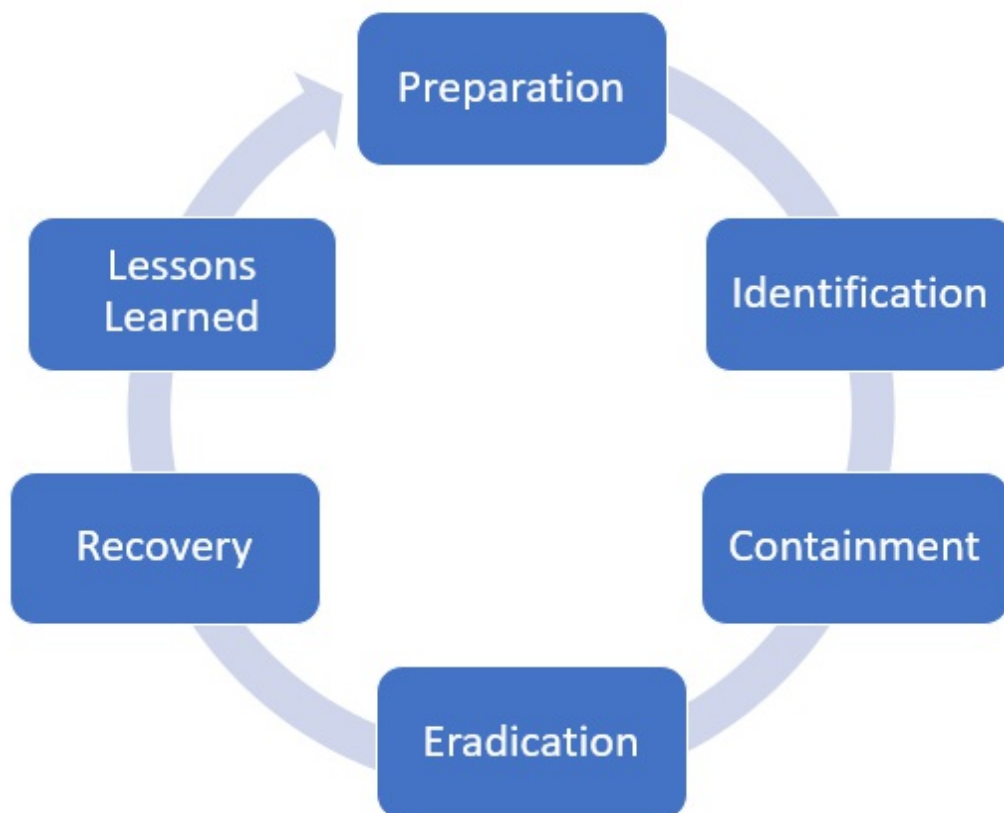 Preparation
Identification
Containment
Eradication
Recovery
Lessons
Learned